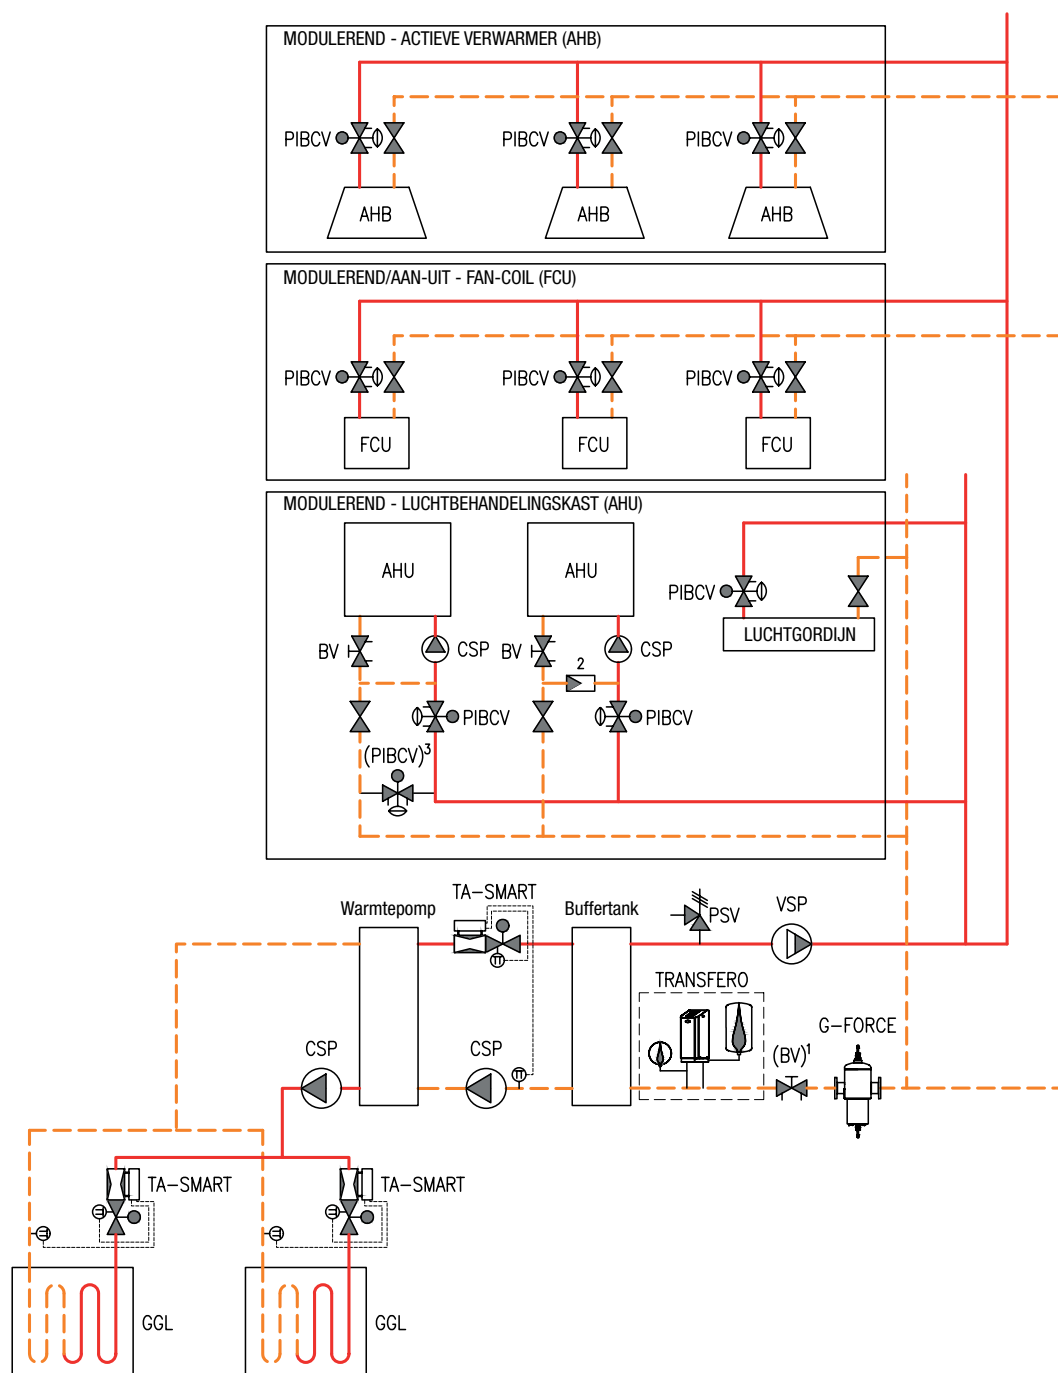 MODULEREND - ACTIEVE VERWARMER (AHB)
PIBCV PIBCV PIBCV
AHB AHB AHB
MODULEREND/AAN-UIT - FAN-COIL (FCU)
PIBCV PIBCV PIBCV
FCU FCU FCU
MODULEREND - LUCHTBEHANDELINGSKAST (AHU)
AHU AHU
PIBCV
LUCHTGORDIJN
BV CSP BV CSP
2
PIBCV PIBCV
(PIBCV)³
TA-SMART
Warmtepomp Buffertank
PSV VSP
TRANSFERO
G-FORCE
CSP CSP (BV)¹
TA-SMART TA-SMART
GGL GGL